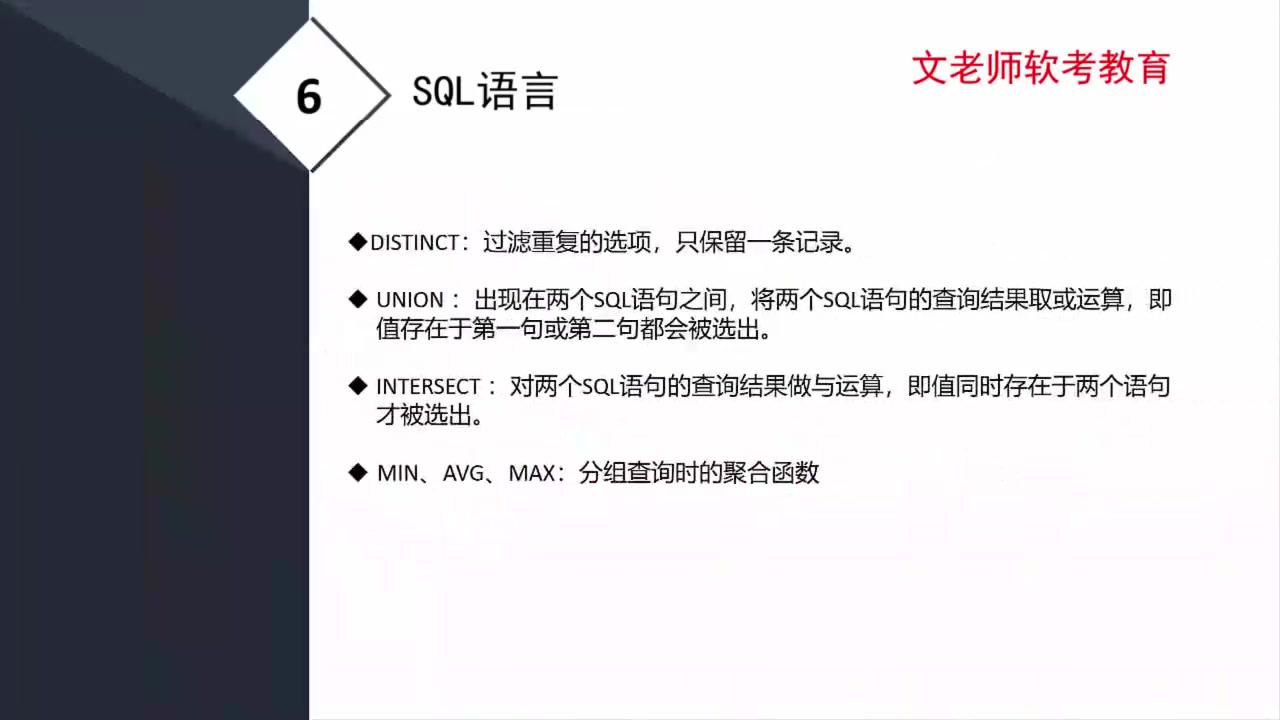 6
SQL语言
文老师软考教育
◆DISTINCT：过滤重复的选项，只保留一条记录。
◆ UNION ：出现在两个SQL语句之间，将两个SQL语句的查询结果取或运算，即
值存在于第一句或第二句都会被选出。
◆ INTERSECT ：对两个SQL语句的查询结果做与运算，即值同时存在于两个语句
才被选出。
◆ MIN、AVG、MAX：分组查询时的聚合函数